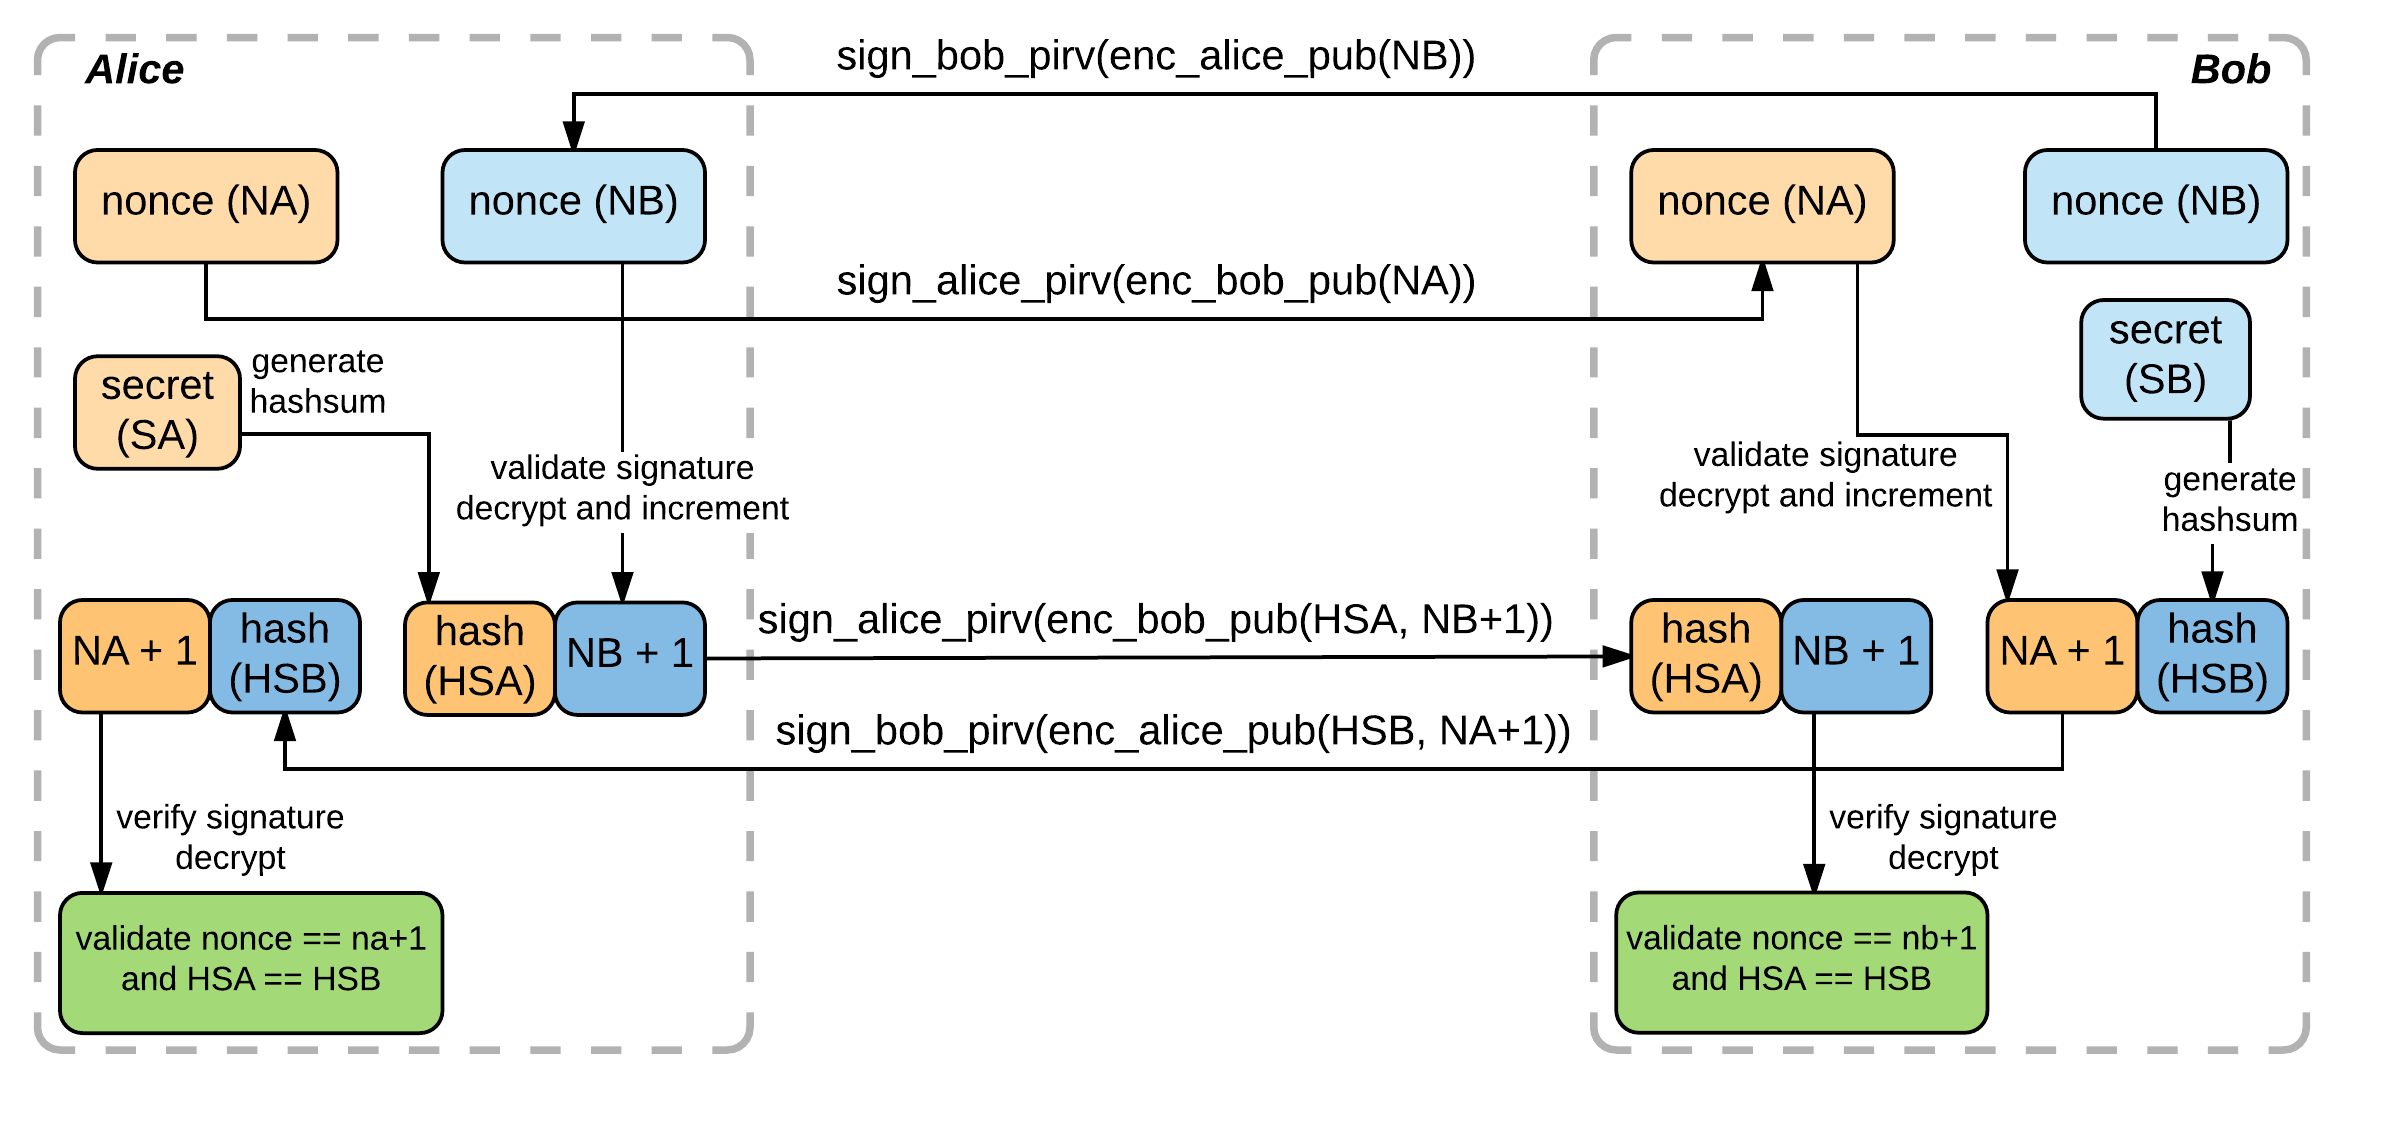 Alice
sign_bob_pirv(enc_alice_pub(NB))
Bob
nonce (NA)
nonce (NB)
nonce (NA)
nonce (NB)
sign_alice_pirv(enc_bob_pub(NA))
secret
(SA)
generate
hashsum
secret
(SB)
validate signature
decrypt and increment
validate signature
decrypt and increment
generate
hashsum
NA + 1
hash
(HSB)
hash
(HSA)
NB + 1
sign_alice_pirv(enc_bob_pub(HSA, NB+1))
hash
(HSA)
NB + 1
NA + 1
hash
(HSB)
sign_bob_pirv(enc_alice_pub(HSB, NA+1))
verify signature
decrypt
verify signature
decrypt
validate nonce == na+1
and HSA == HSB
validate nonce == nb+1
and HSA == HSB